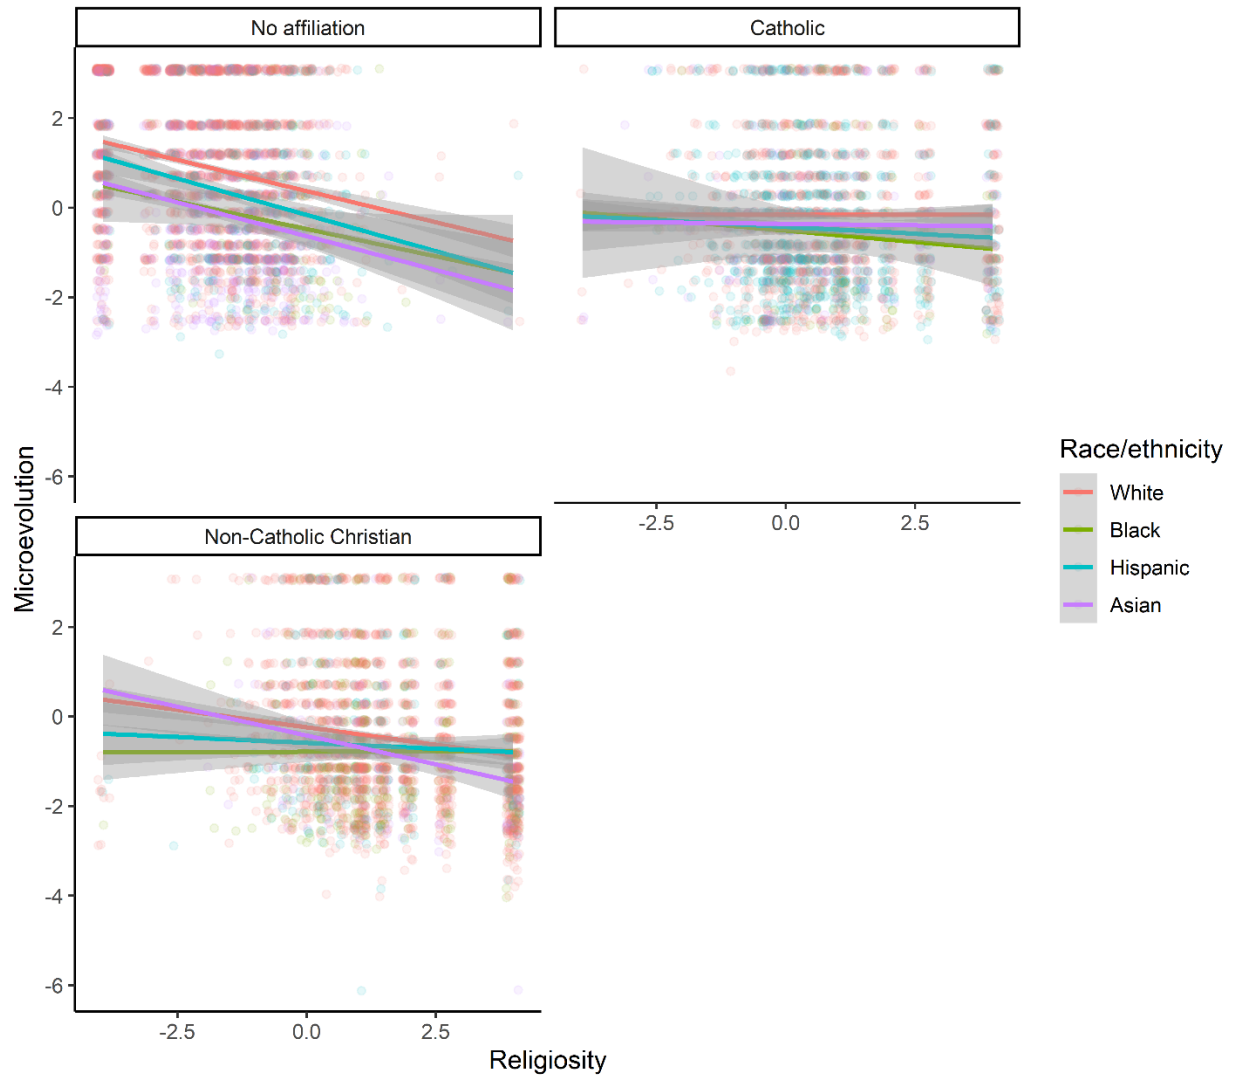 No affiliation
Catholic
2
0
-2
-4
-6
-2.5 0.0 2.5
Microevolution
Non-Catholic Christian
2
0
-2
-4
-6
-2.5 0.0 2.5
Religiosity
Race/ethnicity
White
Black
Hispanic
Asian